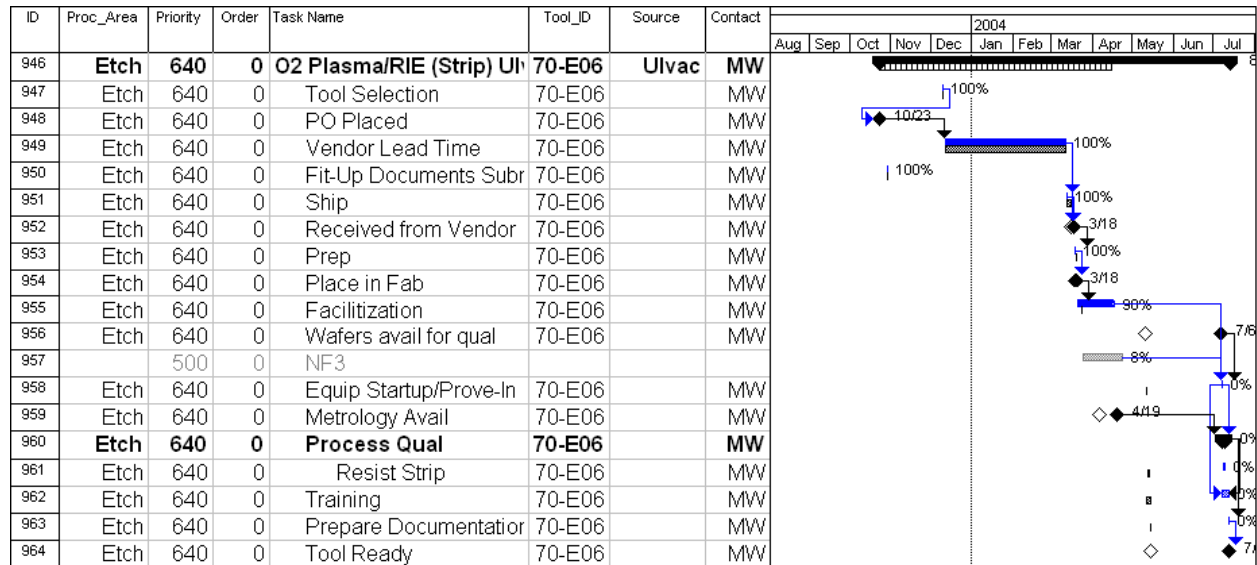 ID Proc_Area Priority Order Task Name Tool_ID Source Contact
2004
Aug Sep Oct Nov Dec Jan Feb Mar Apr May Jun Jul
946 Etch 640 0 O2 Plasma/RIE (Strip) Ulv 70-E06 Ulvac MW 8
947 Etch 640 0 Tool Selection 70-E06 MW 100%
948 Etch 640 0 PO Placed 70-E06 MW 10/23
949 Etch 640 0 Vendor Lead Time 70-E06 MW 100%
950 Etch 640 0 Fit-Up Documents Subr 70-E06 MW 100%
951 Etch 640 0 Ship 70-E06 MW 100%
952 Etch 640 0 Received from Vendor 70-E06 MW 3/18
953 Etch 640 0 Prep 70-E06 MW 100%
954 Etch 640 0 Place in Fab 70-E06 MW 3/18
955 Etch 640 0 Facilitization 70-E06 MW 90%
956 Etch 640 0 Wafers avail for qual 70-E06 MW 7/6
957 500 0 NF3 8%
958 Etch 640 0 Equip Startup/Prove-In 70-E06 MW 0%
959 Etch 640 0 Metrology Avail 70-E06 MW 4/19
960 Etch 640 0 Process Qual 70-E06 MW 0%
961 Etch 640 0 Resist Strip 70-E06 MW 0%
962 Etch 640 0 Training 70-E06 MW 0%
963 Etch 640 0 Prepare Documentatior 70-E06 MW 0%
964 Etch 640 0 Tool Ready 70-E06 MW 7/